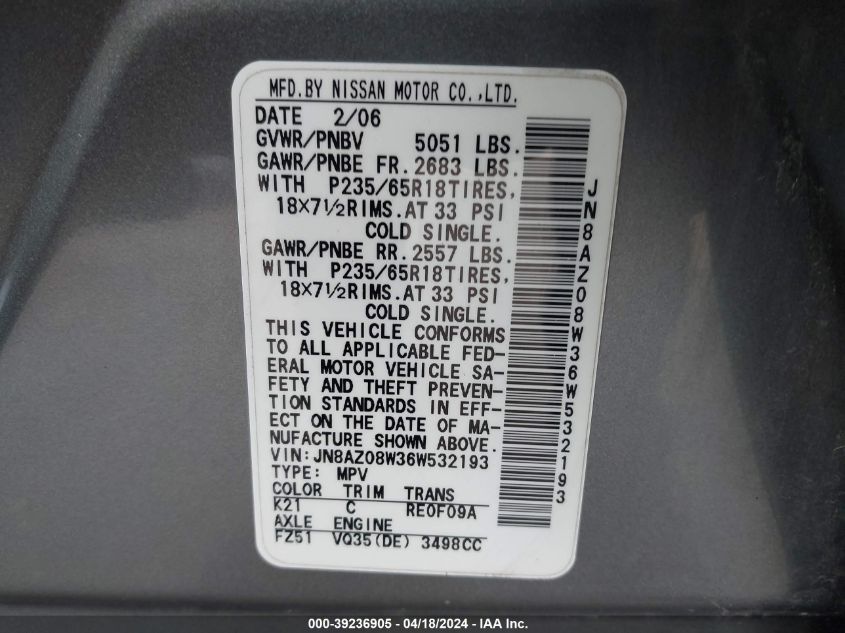 MFD.BY NISSAN MOTOR CO.,LTD.
DATE 2/06
GVWR/PNBV 5051 LBS.
GAWR/PNBE FR. 2683 LBS.
WITH P235/65R18TIRES,
18×7½RIMS.AT 33 PSI
COLD SINGLE.
GAWR/PNBE RR. 2557 LBS.
WITH P235/65R18TIRES,
18×7½RIMS.AT 33 PSI
COLD SINGLE.
THIS VEHICLE CONFORMS
TO ALL APPLICABLE FED-
ERAL MOTOR VEHICLE SA-
FETY AND THEFT PREVEN-
TION STANDARDS IN EFF-
ECT ON THE DATE OF MA-
NUFACTURE SHOWN ABOVE.
VIN:JN8AZ08W36W532193
TYPE: MPV
COLOR TRIM TRANS
K21 C RE0F09A
AXLE ENGINE
FZ51 VQ35(DE) 3498CC
JN8AZ08W36W532193
000-39236905 - 04/18/2024 - IAA Inc.